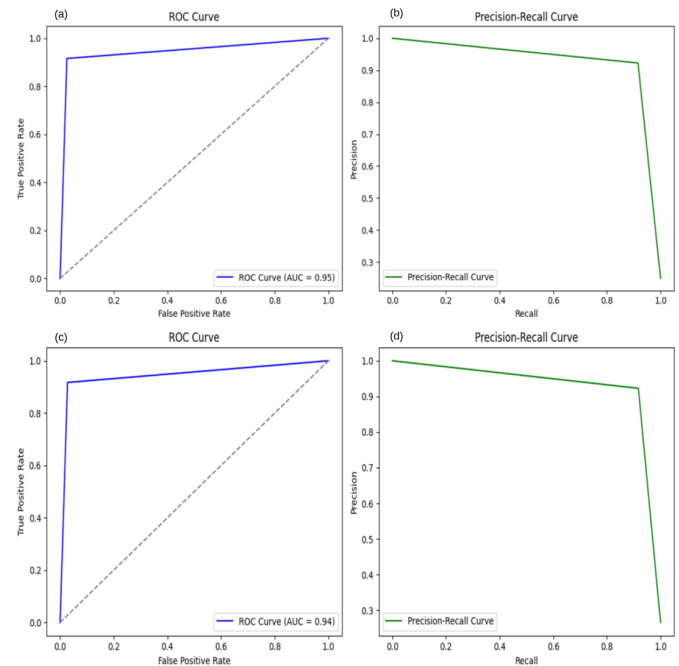 (a)
ROC Curve
True Positive Rate
1.0
0.8
0.6
0.4
0.2
0.0
0.0 0.2 0.4 0.6 0.8 1.0
False Positive Rate
ROC Curve (AUC = 0.95)
(b)
Precision-Recall Curve
Precision
1.0
0.9
0.8
0.7
0.6
0.5
0.4
0.3
0.0 0.2 0.4 0.6 0.8 1.0
Recall
Precision-Recall Curve
(c)
ROC Curve
True Positive Rate
1.0
0.8
0.6
0.4
0.2
0.0
0.0 0.2 0.4 0.6 0.8 1.0
False Positive Rate
ROC Curve (AUC = 0.94)
(d)
Precision-Recall Curve
Precision
1.0
0.9
0.8
0.7
0.6
0.5
0.4
0.3
0.0 0.2 0.4 0.6 0.8 1.0
Recall
Precision-Recall Curve